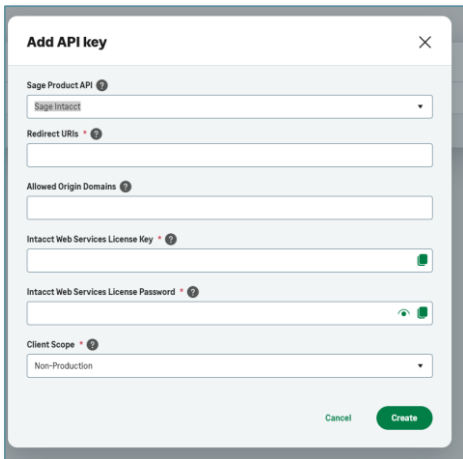 Add API key
Sage Product API ?
Sage Intacct
Redirect URIs * ?
Allowed Origin Domains ?
Intacct Web Services License Key * ?
Intacct Web Services License Password * ?
Client Scope * ?
Non-Production
Cancel Create